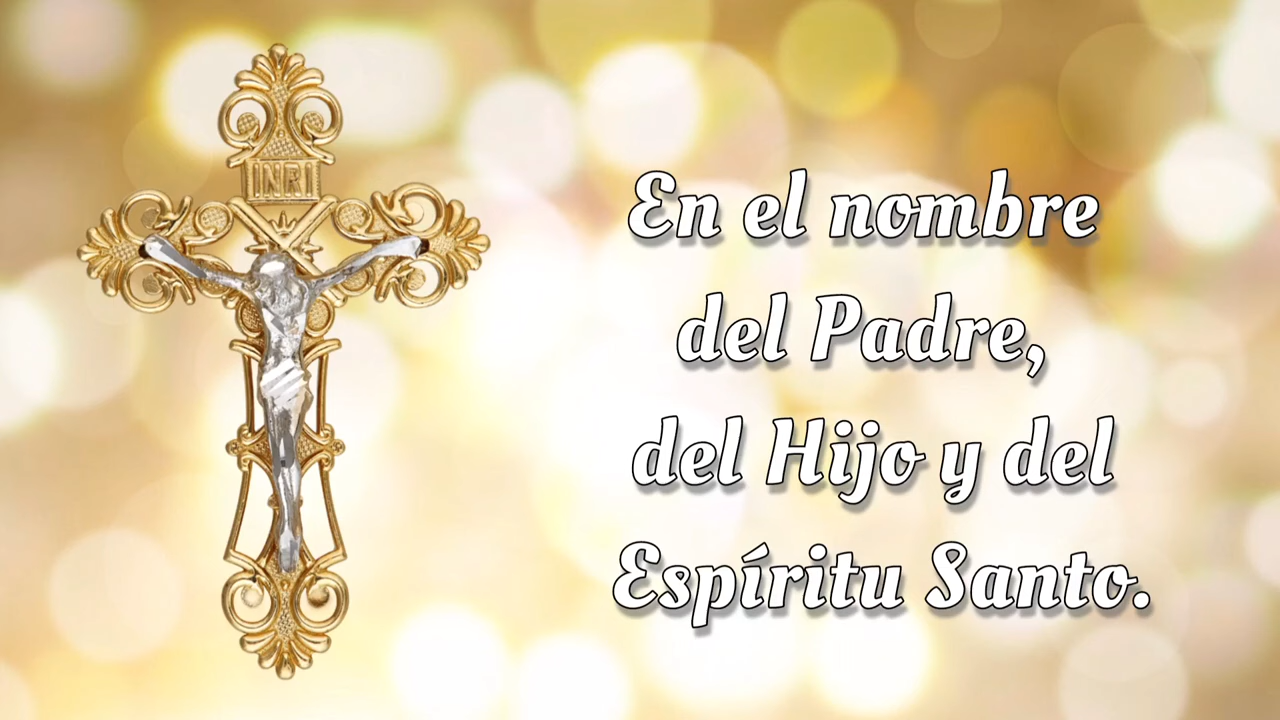 INRI
En el nombre
del Padre,
del Hijo y del
Espíritu Santo.